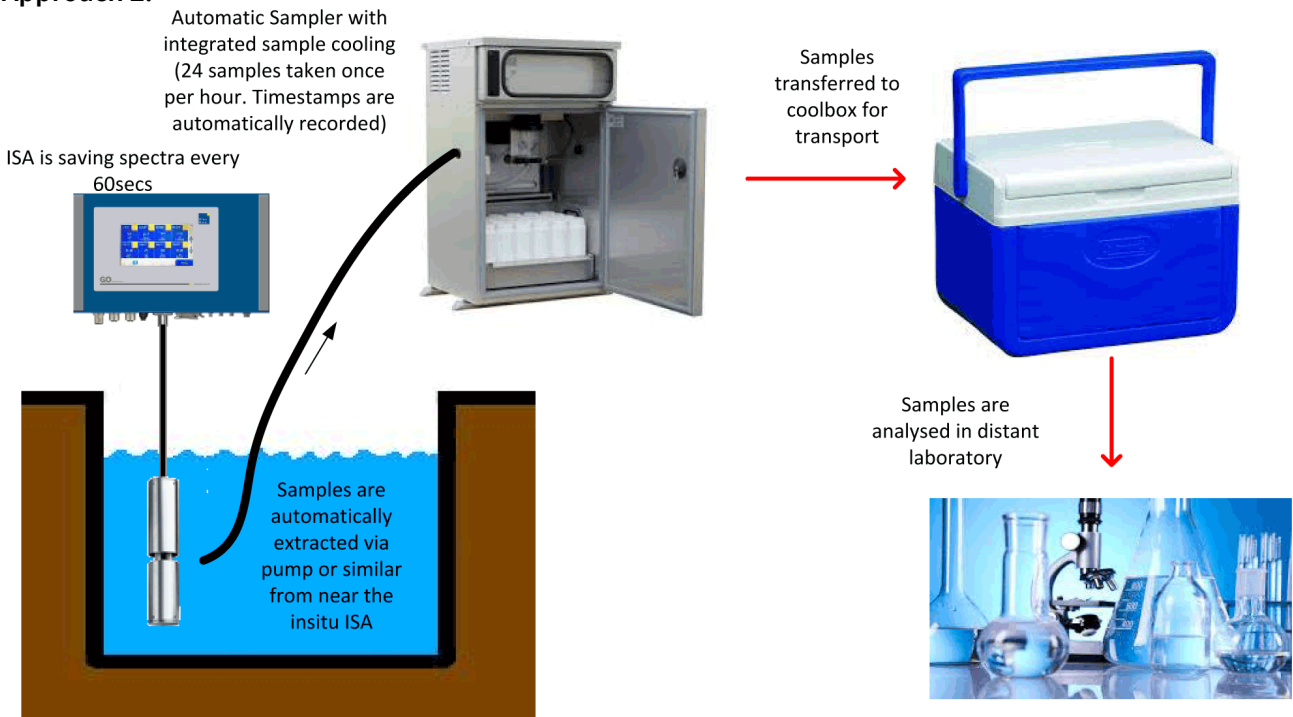 Approach 2:
Automatic Sampler with
integrated sample cooling
(24 samples taken once
per hour. Timestamps are
automatically recorded)
ISA is saving spectra every
60secs
GO
Samples
transferred to
coolbox for
transport
Samples are
automatically
extracted via
pump or similar
from near the
insitu ISA
Samples are
analysed in distant
laboratory